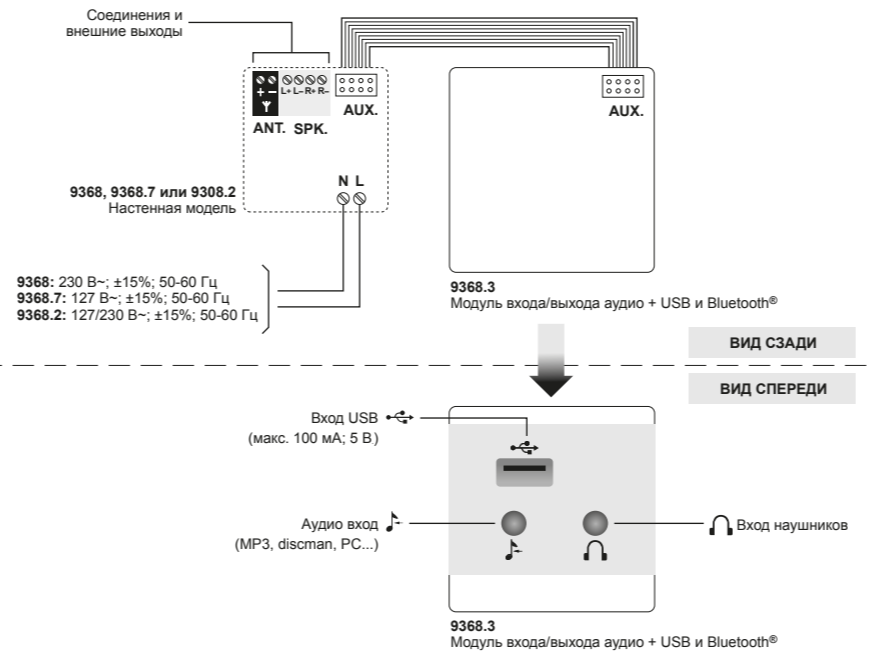 Соединения и
внешние выходы
+ −
L+ L− R+ R−
ANT. SPK.
AUX.
AUX.
N L
9368, 9368.7 или 9308.2
Настенная модель
9368: 230 В~; ±15%; 50-60 Гц
9368.7: 127 В~; ±15%; 50-60 Гц
9368.2: 127/230 В~; ±15%; 50-60 Гц
9368.3
Модуль входа/выхода аудио + USB и Bluetooth®
ВИД СЗАДИ
ВИД СПЕРЕДИ
Вход USB
(макс. 100 мА; 5 В)
Аудио вход
(MP3, discman, PC...)
Вход наушников
9368.3
Модуль входа/выхода аудио + USB и Bluetooth®